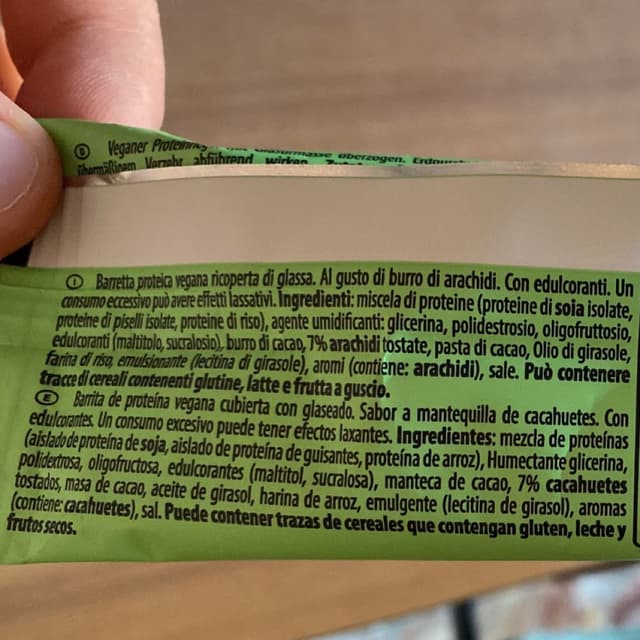 D Veganer überzogen.
übermäßigem Verzehr abführend wirken.
I Barretta proteica vegana ricoperta di glassa. Al gusto di burro di arachidi. Con edulcoranti. Un
consumo eccessivo può avere effetti lassativi. Ingredienti: miscela di proteine (proteine di soia isolate,
proteine di piselli isolate, proteine di riso), agente umidificanti: glicerina, polidestrosio, oligofruttosio,
edulcoranti (maltitolo, sucralosio), burro di cacao, 7% arachidi tostate, pasta di cacao, Olio di girasole,
farina di riso, emulsionante (lecitina di girasole), aromi (contiene: arachidi), sale. Può contenere
tracce di cereali contenenti glutine, latte e frutta a guscio.
E Barrita de proteína vegana cubierta con glaseado. Sabor a mantequilla de cacahuetes. Con
edulcorantes. Un consumo excesivo puede tener efectos laxantes. Ingredientes: mezcla de proteínas
(aislado de proteína de soja, aislado de proteína de guisantes, proteína de arroz), Humectante glicerina,
polidextrosa, oligofructosa, edulcorantes (maltitol, sucralosa), manteca de cacao, 7% cacahuetes
tostados, masa de cacao, aceite de girasol, harina de arroz, emulgente (lecitina de girasol), aromas
(contiene: cacahuetes), sal. Puede contener trazas de cereales que contengan gluten, leche y
frutos secos.